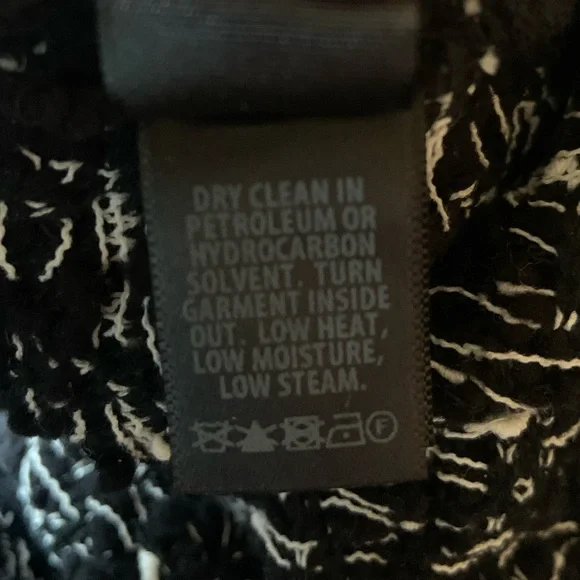 DRY CLEAN IN
PETROLEUM OR
HYDROCARBON
SOLVENT. TURN
GARMENT INSIDE
OUT. LOW HEAT,
LOW MOISTURE,
LOW STEAM.
F